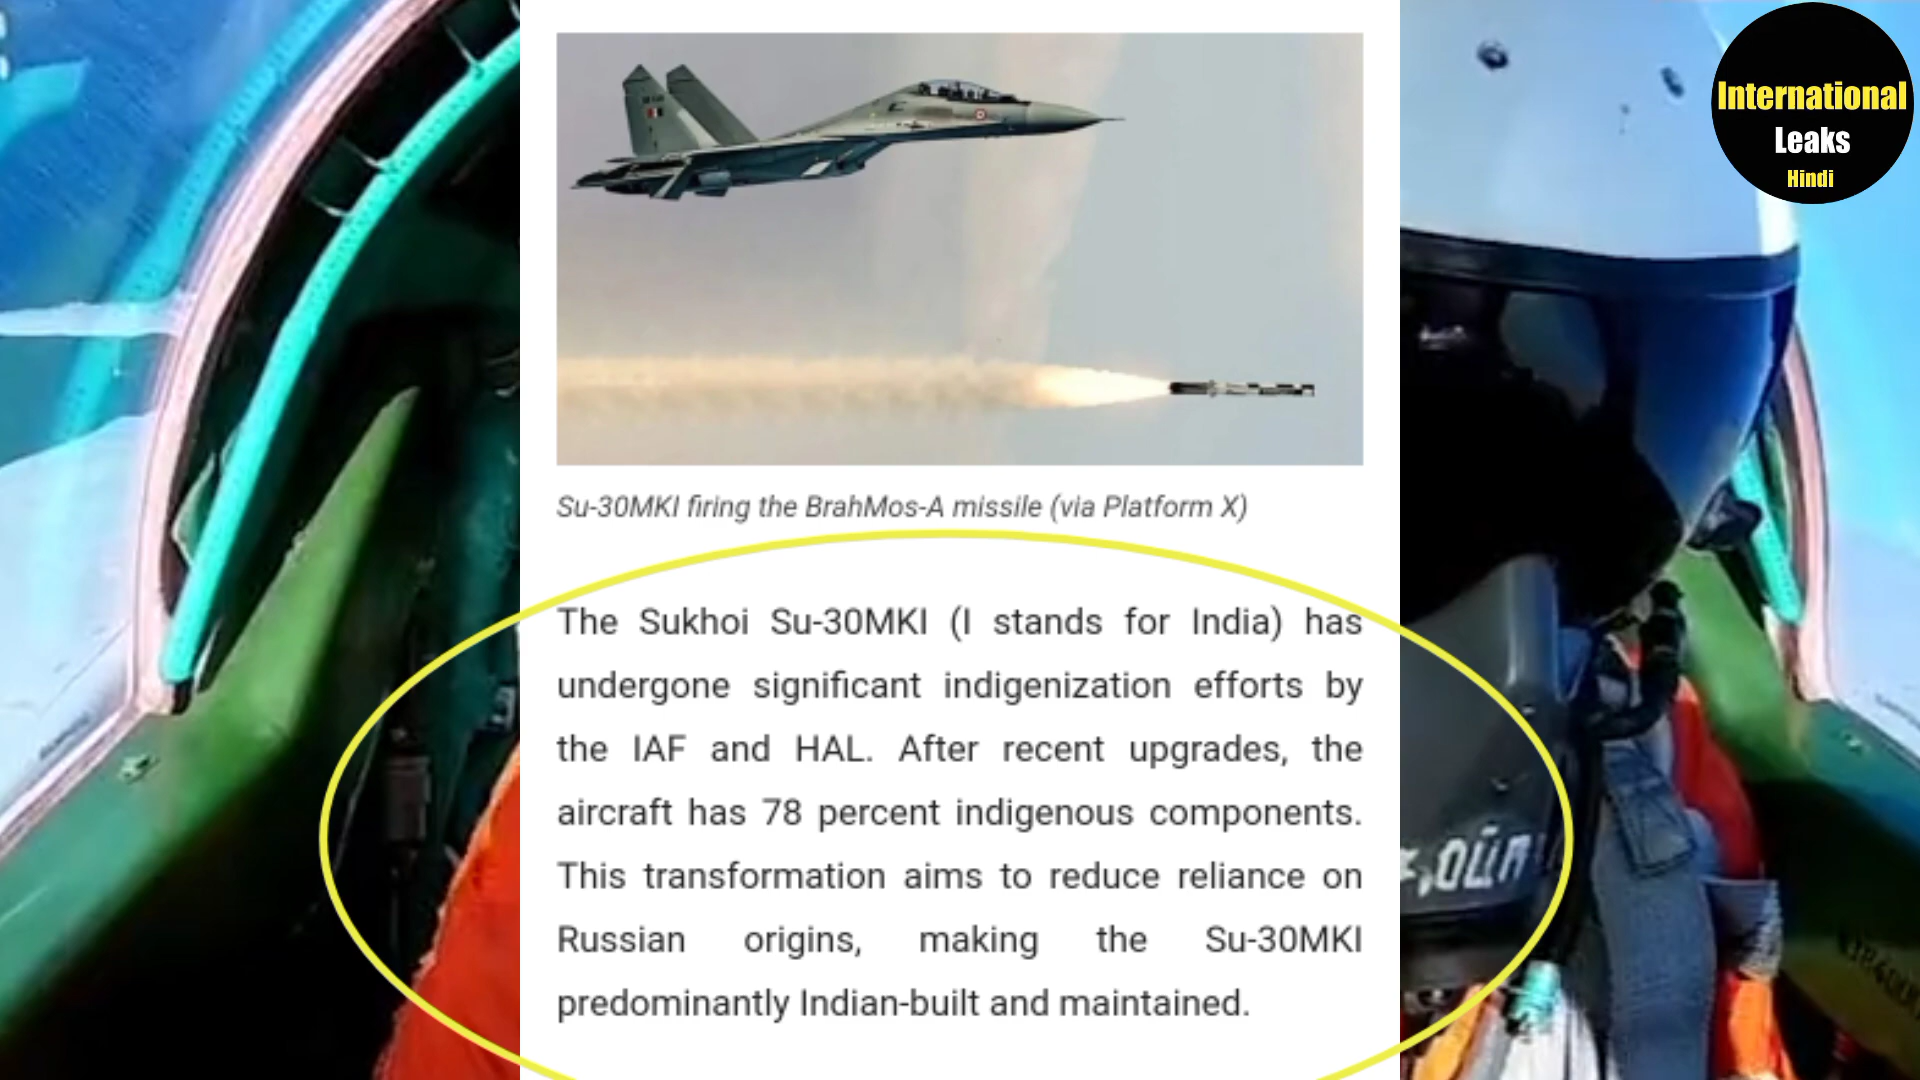 International
Leaks
Hindi
Su-30MKI firing the BrahMos-A missile (via Platform X)
The Sukhoi Su-30MKI (I stands for India) has
undergone significant indigenization efforts by
the IAF and HAL. After recent upgrades, the
aircraft has 78 percent indigenous components.
This transformation aims to reduce reliance on
Russian origins, making the Su-30MKI
predominantly Indian-built and maintained.